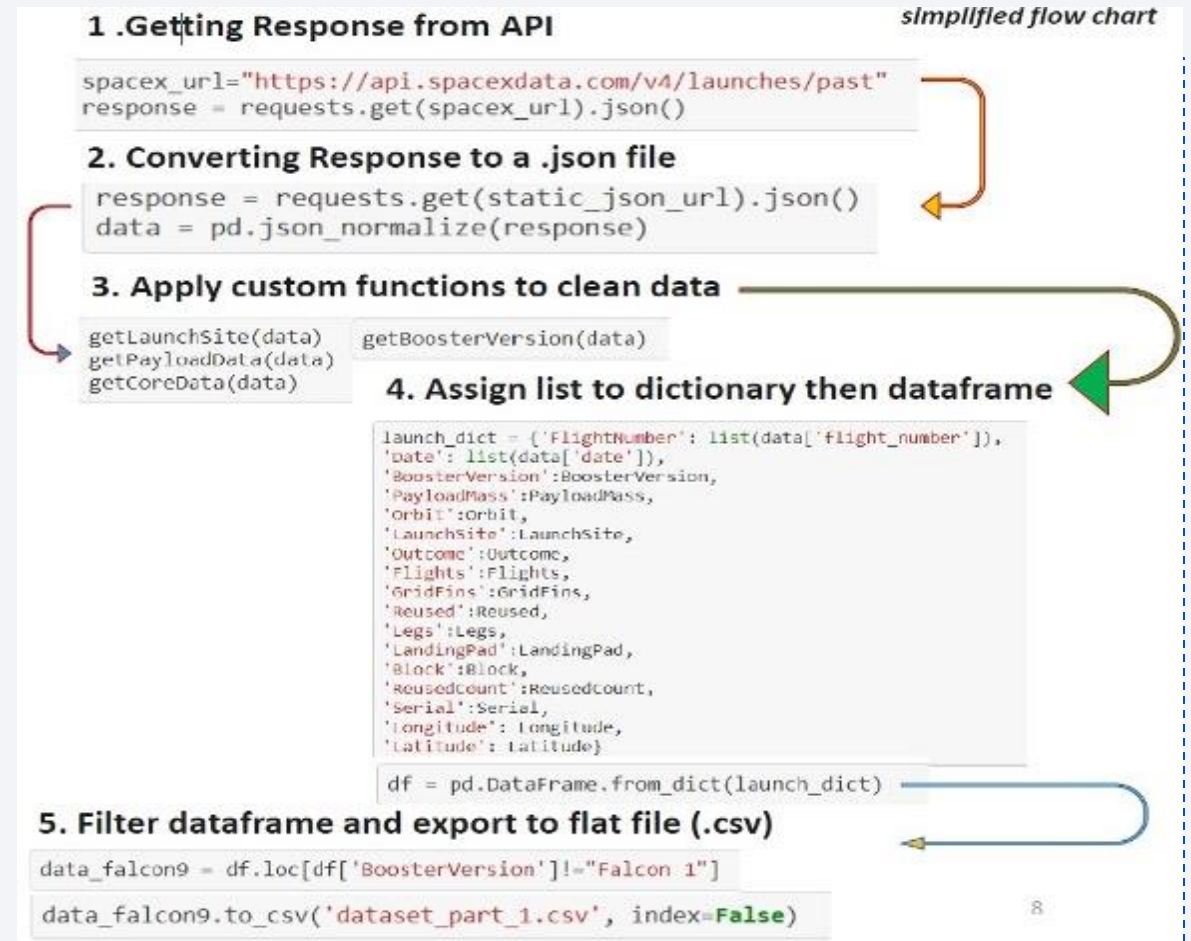 simplified flow chart
1 .Getting Response from API
spacex_url="https://api.spacexdata.com/v4/launches/past"
response = requests.get(spacex_url).json()
2. Converting Response to a .json file
response = requests.get(static_json_url).json()
data = pd.json_normalize(response)
3. Apply custom functions to clean data
getLaunchSite(data)
getPayloadData(data)
getCoreData(data)
getBoosterVersion(data)
4. Assign list to dictionary then dataframe
launch_dict = {'FlightNumber': list(data['flight_number']),
'Date': list(data['date']),
'BoosterVersion':BoosterVersion,
'PayloadMass':PayloadMass,
'Orbit':Orbit,
'LaunchSite':LaunchSite,
'Outcome':Outcome,
'Flights':Flights,
'GridFins':GridFins,
'Reused':Reused,
'Legs':Legs,
'LandingPad':LandingPad,
'Block':Block,
'ReusedCount':ReusedCount,
'Serial':Serial,
'Longitude': Longitude,
'Latitude': Latitude}
df = pd.DataFrame.from_dict(launch_dict)
5. Filter dataframe and export to flat file (.csv)
data_falcon9 = df.loc[df['BoosterVersion']!="Falcon 1"]
data_falcon9.to_csv('dataset_part_1.csv', index=False)
8